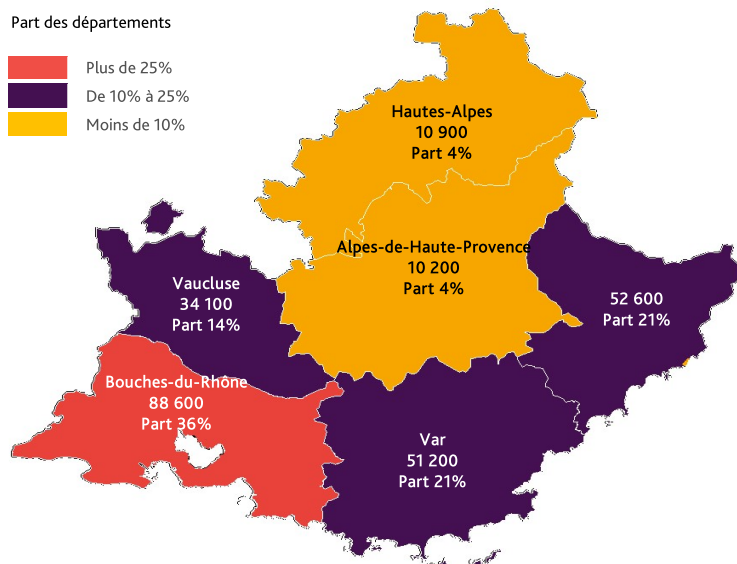 Part des départements
Plus de 25%
De 10% à 25%
Moins de 10%
Hautes-Alpes
10 900
Part 4%
Alpes-de-Haute-Provence
10 200
Part 4%
Vaucluse
34 100
Part 14%
52 600
Part 21%
Bouches-du-Rhône
88 600
Part 36%
Var
51 200
Part 21%